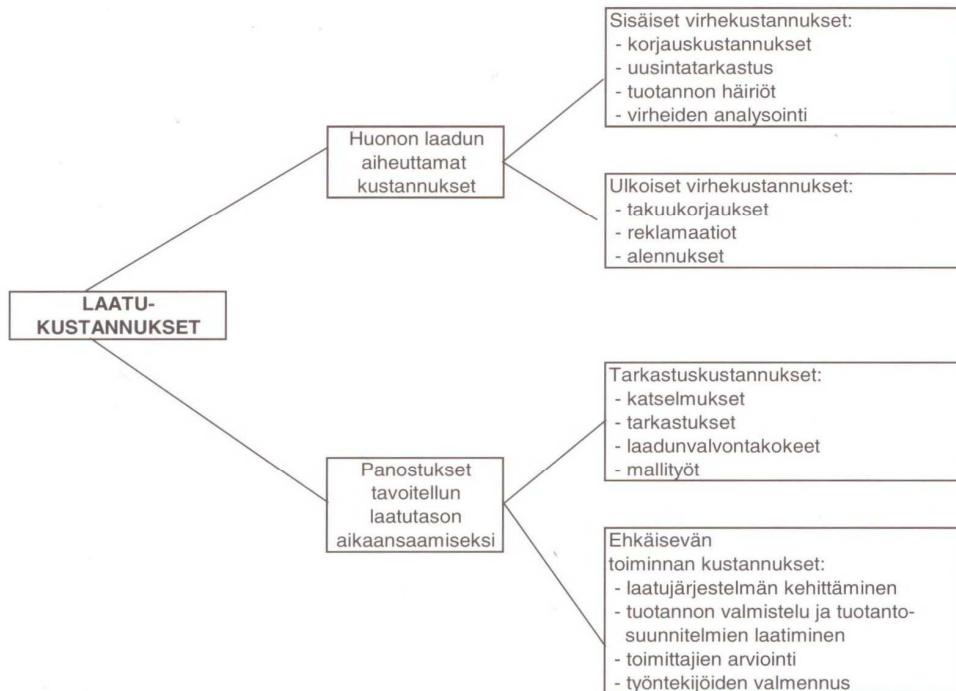 Sisäiset virhekustannukset:
- korjauskustannukset
- uusintatarkastus
- tuotannon häiriöt
- virheiden analysointi
Huonon laadun
aiheuttamat
kustannukset
Ulkoiset virhekustannukset:
- takuukorjaukset
- reklamaatiot
- alennukset
LAATU-
KUSTANNUKSET
Tarkastuskustannukset:
- katselmukset
- tarkastukset
- laadunvalvontakokeet
- mallityöt
Panostukset
tavoitellun
laatutason
aikaansaamiseksi
Ehkäisevän
toiminnan kustannukset:
- laatujärjestelmän kehittäminen
- tuotannon valmistelu ja tuotanto-
suunnitelmien laatiminen
- toimittajien arviointi
- työntekijöiden valmennus